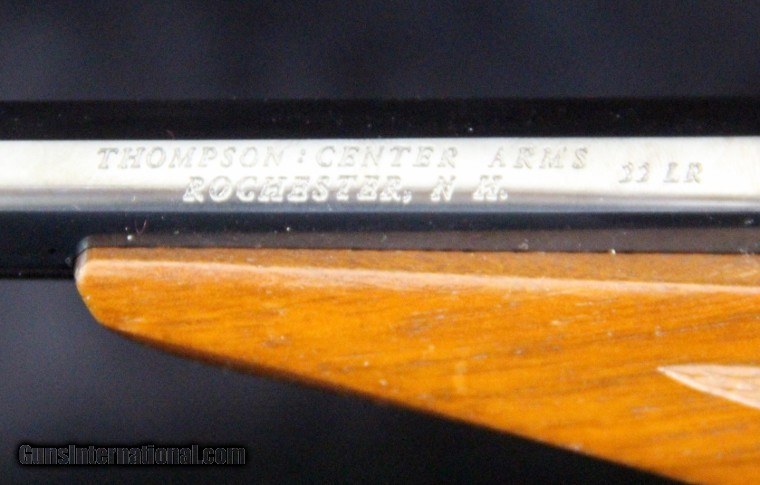 THOMPSON : CENTER ARMS 22 LR
ROCHESTER, N H.
GunsInternational.com